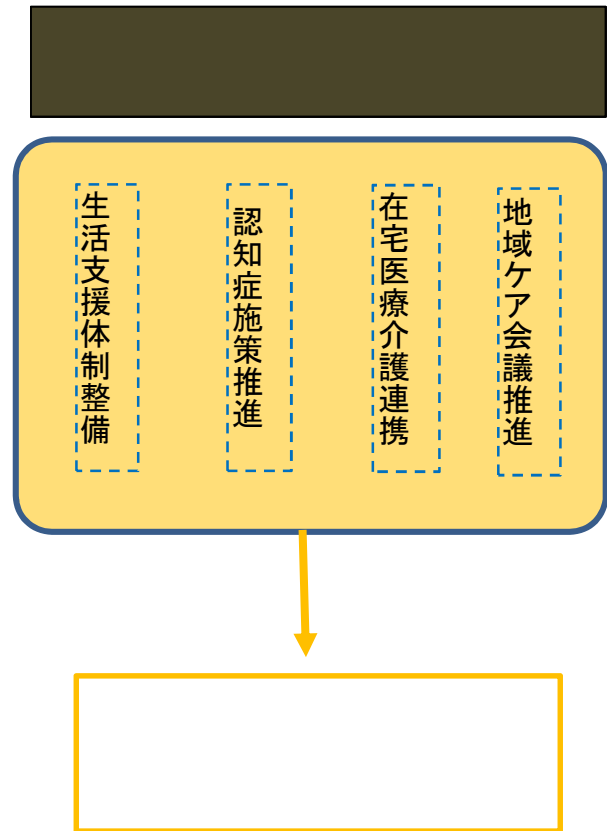 地域ケア会議推進
在宅医療介護連携
認知症施策推進
生活支援体制整備